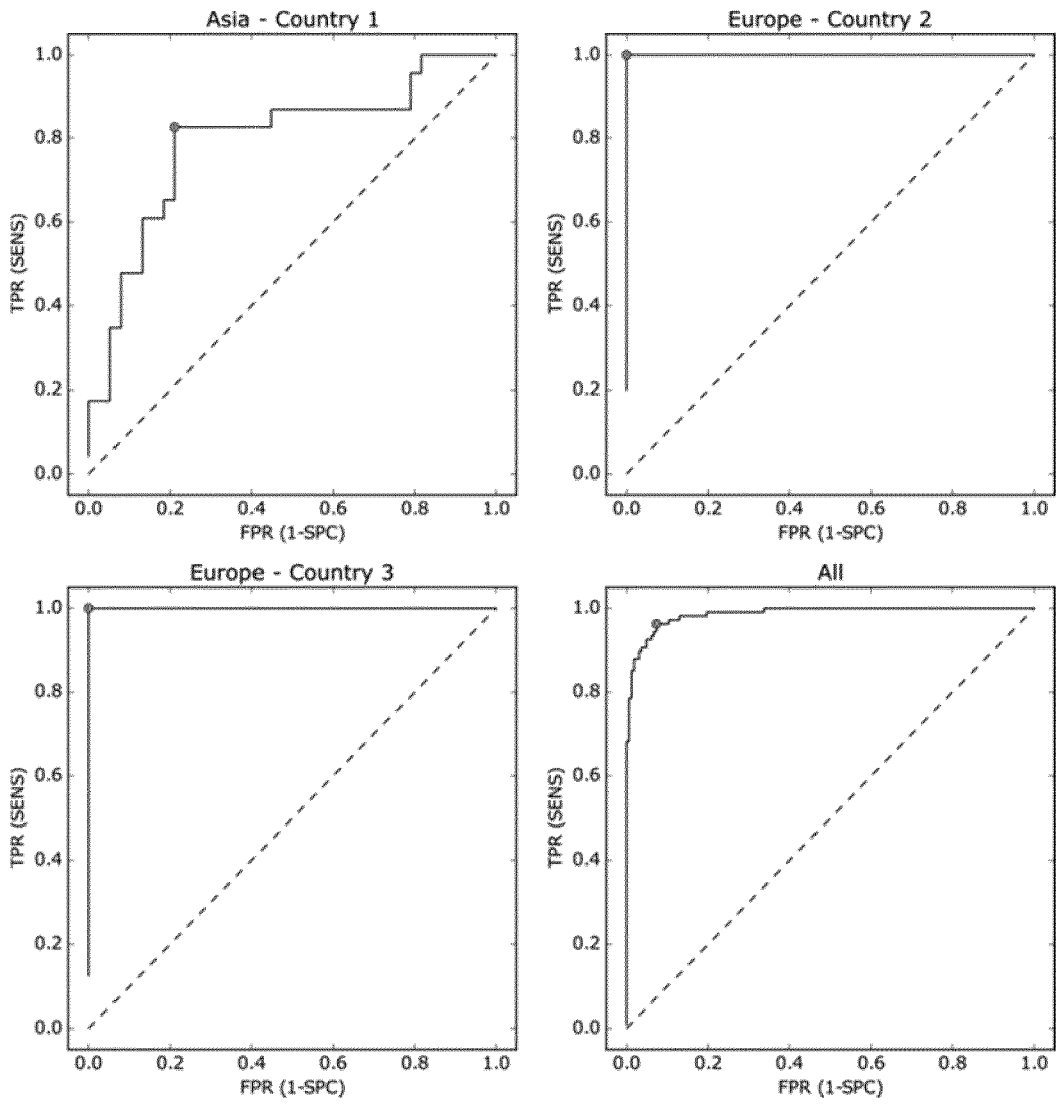 Asia - Country 1
1.0
0.8
0.6
0.4
0.2
0.0
TPR (SENS)
0.0 0.2 0.4 0.6 0.8 1.0
FPR (1-SPC)
Europe - Country 2
1.0
0.8
0.6
0.4
0.2
0.0
TPR (SENS)
0.0 0.2 0.4 0.6 0.8 1.0
FPR (1-SPC)
Europe - Country 3
1.0
0.8
0.6
0.4
0.2
0.0
TPR (SENS)
0.0 0.2 0.4 0.6 0.8 1.0
FPR (1-SPC)
All
1.0
0.8
0.6
0.4
0.2
0.0
TPR (SENS)
0.0 0.2 0.4 0.6 0.8 1.0
FPR (1-SPC)